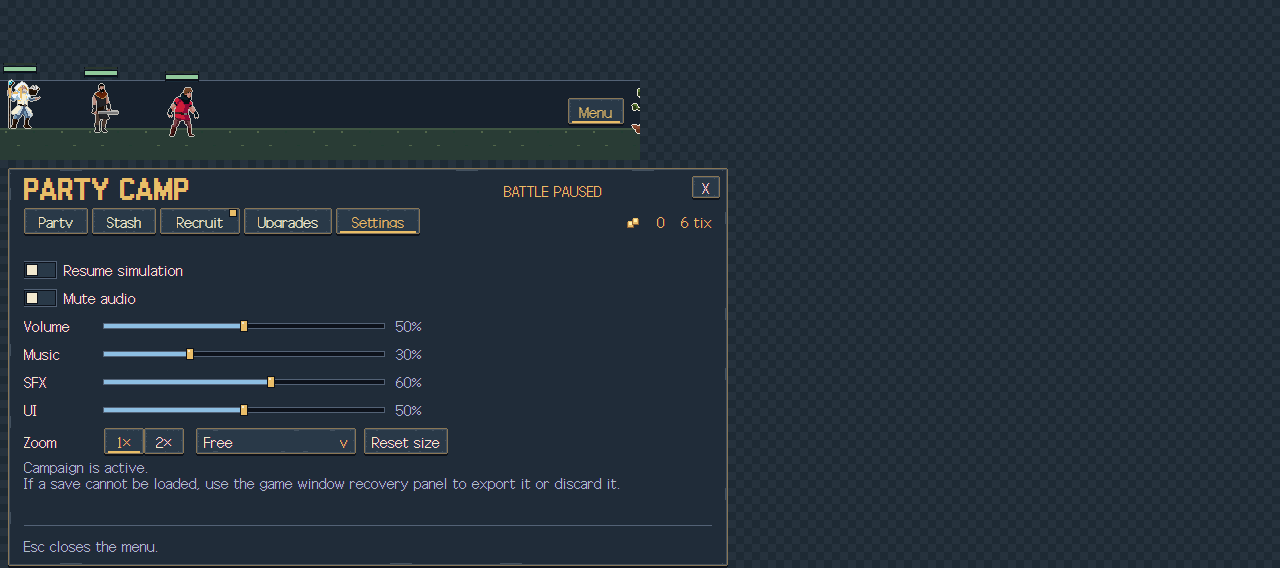 Menu
PARTY CAMP
BATTLE PAUSED
X
Party
Stash
Recruit
Upgrades
Settings
0
6 tix
Resume simulation
Mute audio
Volume
50%
Music
30%
SFX
60%
UI
50%
Zoom
1×
2×
Free
v
Reset size
Campaign is active.
If a save cannot be loaded, use the game window recovery panel to export it or discard it.
Esc closes the menu.